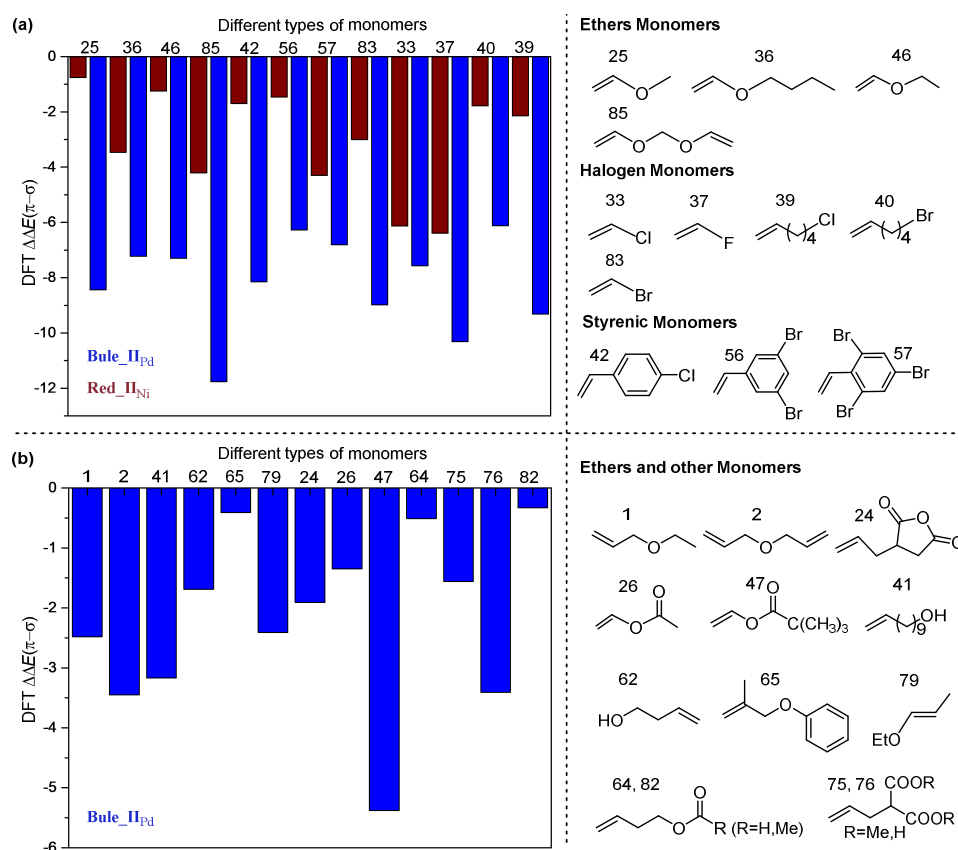 (a)
Different types of monomers
25 36 46 85 42 56 57 83 33 37 40 39
0
-2
-4
-6
-8
-10
-12
DFT ΔΔE(π−σ)
Bule_IIPd
Red_IINi
Ethers Monomers
25 36 46
O O O
85
O O
Halogen Monomers
33 37 39 40
Cl F 4 Cl 4 Br
83
Br
Styrenic Monomers
42 56 57
Cl Br Br Br Br Br
(b)
Different types of monomers
1 2 41 62 65 79 24 26 47 64 75 76 82
0
-1
-2
-3
-4
-5
-6
DFT ΔΔE(π−σ)
Bule_IIPd
Ethers and other Monomers
1 2 24
O O O O O
26 47 41
O O O O C(CH3)3 9 OH
62 65 79
HO O EtO
64, 82 75, 76
O O R (R=H,Me)
COOR
COOR
R=Me,H